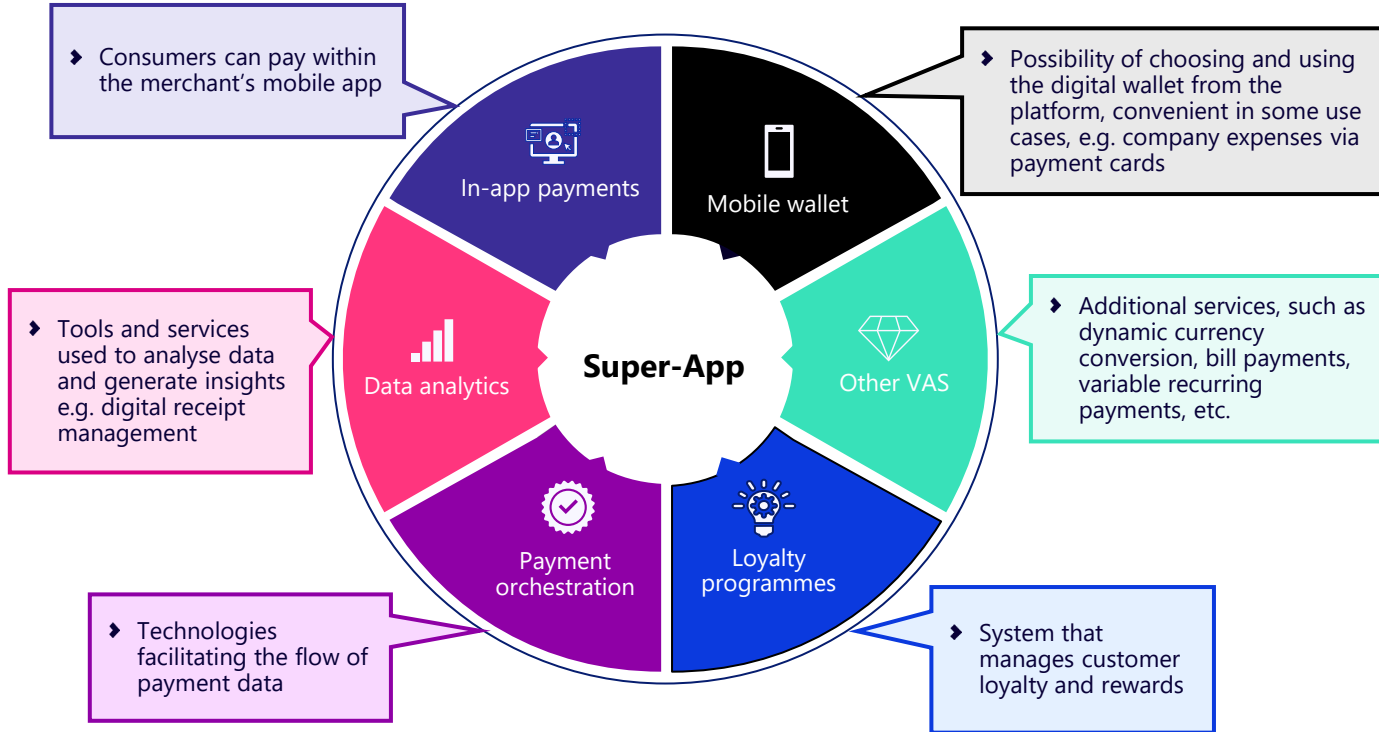 Consumers can pay within
the merchant's mobile app
Possibility of choosing and using
the digital wallet from the
platform, convenient in some use
cases, e.g. company expenses via
payment cards
In-app payments
Mobile wallet
Tools and services
used to analyse data
and generate insights
e.g. digital receipt
management
Data analytics
Super-App
Other VAS
Additional services, such as
dynamic currency
conversion, bill payments,
variable recurring
payments, etc.
Payment
orchestration
Loyalty
programmes
Technologies
facilitating the flow of
payment data
System that
manages customer
loyalty and rewards